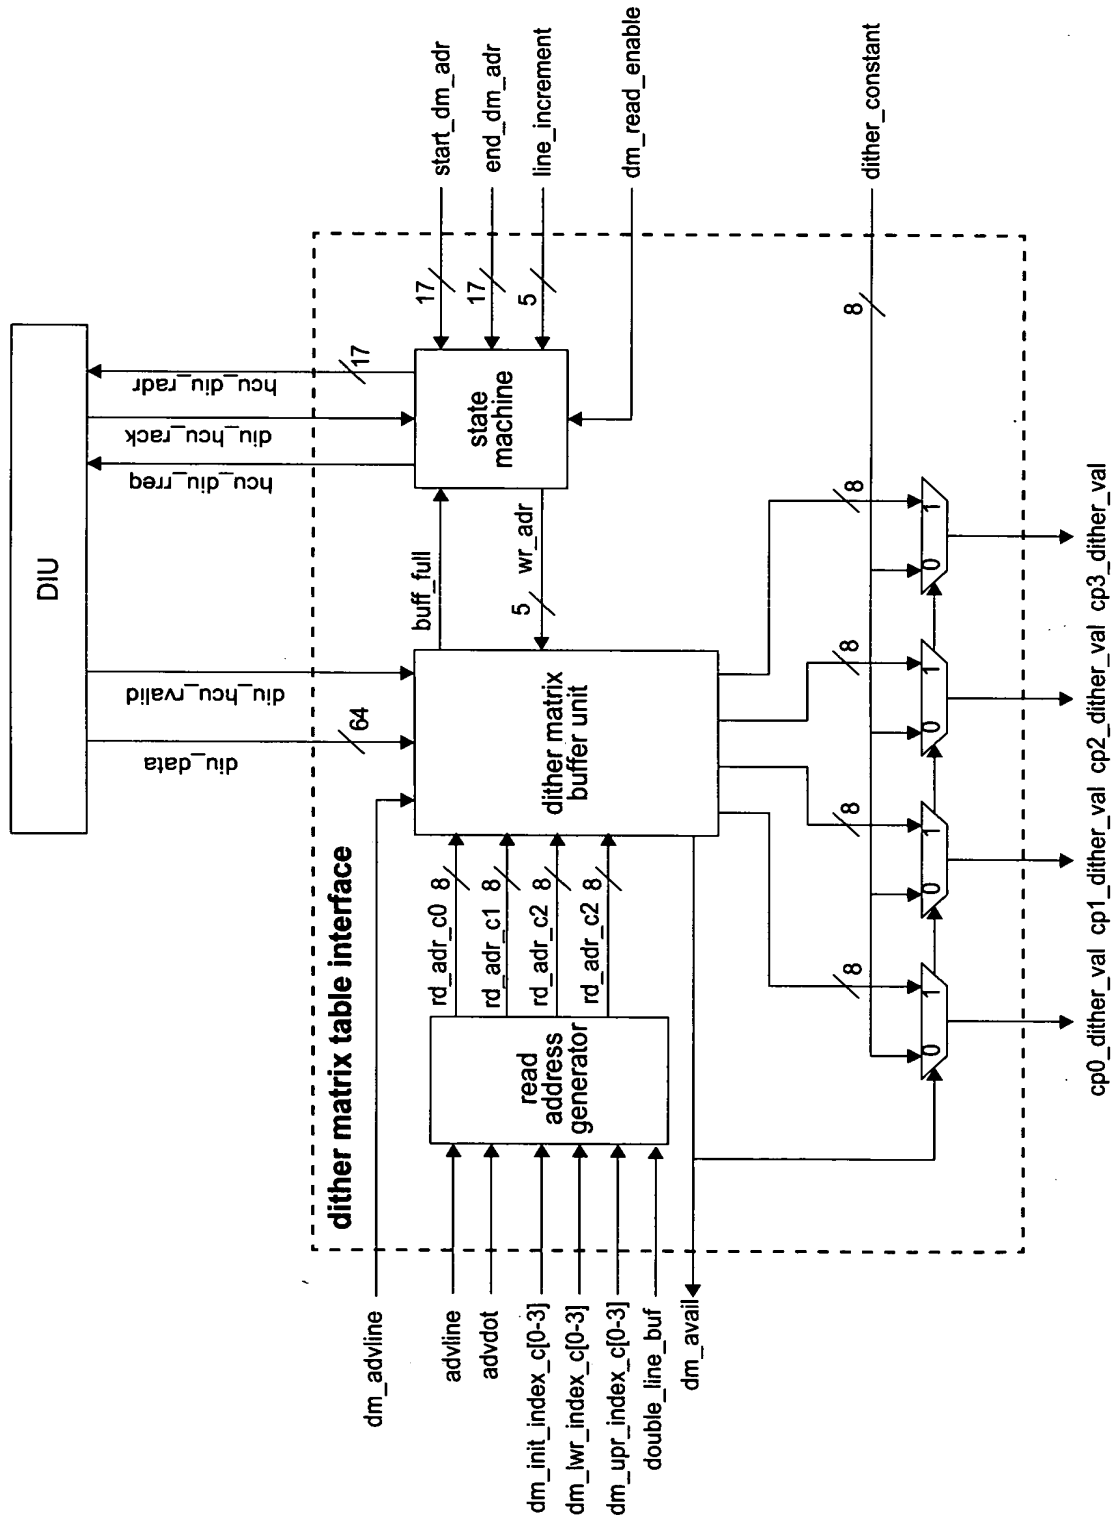 DIU
diu_data
64
diu_hcu_rvalid
hcu_diu_rreq
diu_hcu_rack
hcu_diu_radr
17
dither matrix table interface
dm_advline
advline
advdot
dm_init_index_c[0-3]
dm_lwr_index_c[0-3]
dm_upr_index_c[0-3]
double_line_buf
dm_avail
read
address
generator
rd_adr_c0
8
rd_adr_c1
8
rd_adr_c2
8
rd_adr_c2
8
dither matrix
buffer unit
buff_full
wr_adr
5
state
machine
17
start_dm_adr
17
end_dm_adr
5
line_increment
dm_read_enable
8
dither_constant
8
8
8
8
0 1
0 1
0 1
0 1
cp0_dither_val cp1_dither_val cp2_dither_val cp3_dither_val